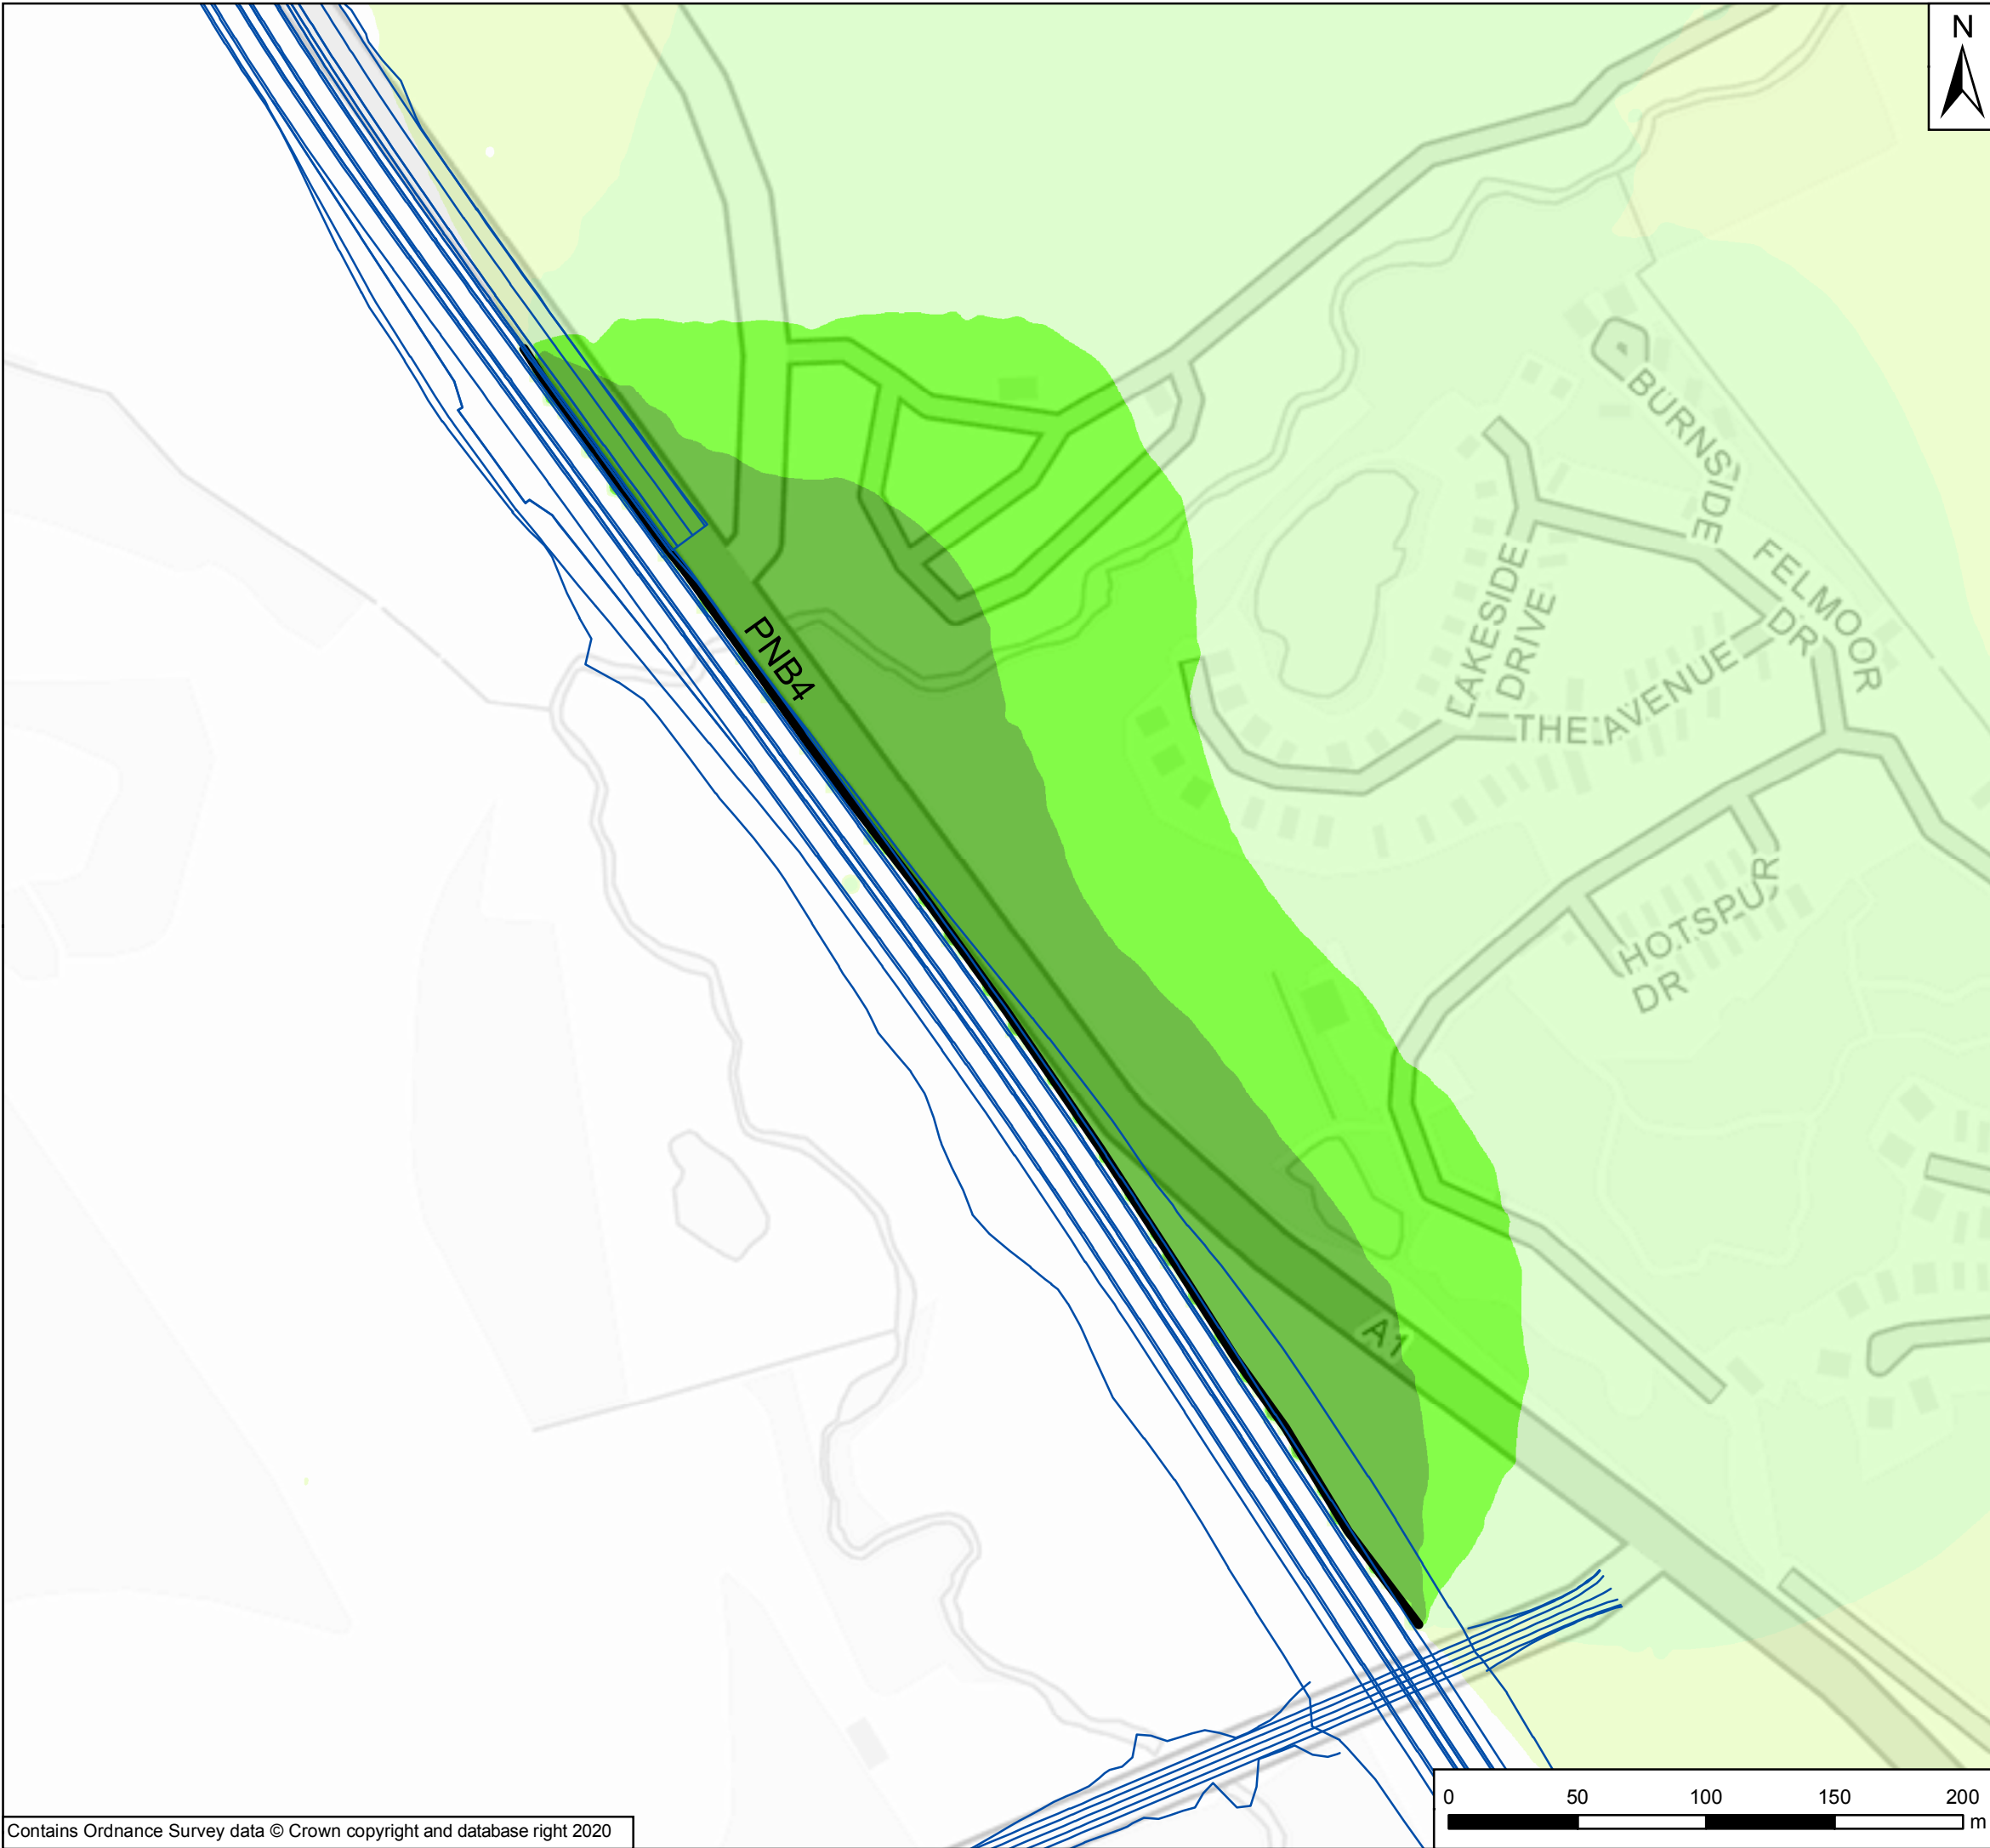 N
BURNSIDE
FELMOOR
DR
LAKESIDE
DRIVE
THE AVENUE
HOTSPUR
DR
PNB4
A1
0 50 100 150 200
m
Contains Ordnance Survey data © Crown copyright and database right 2020